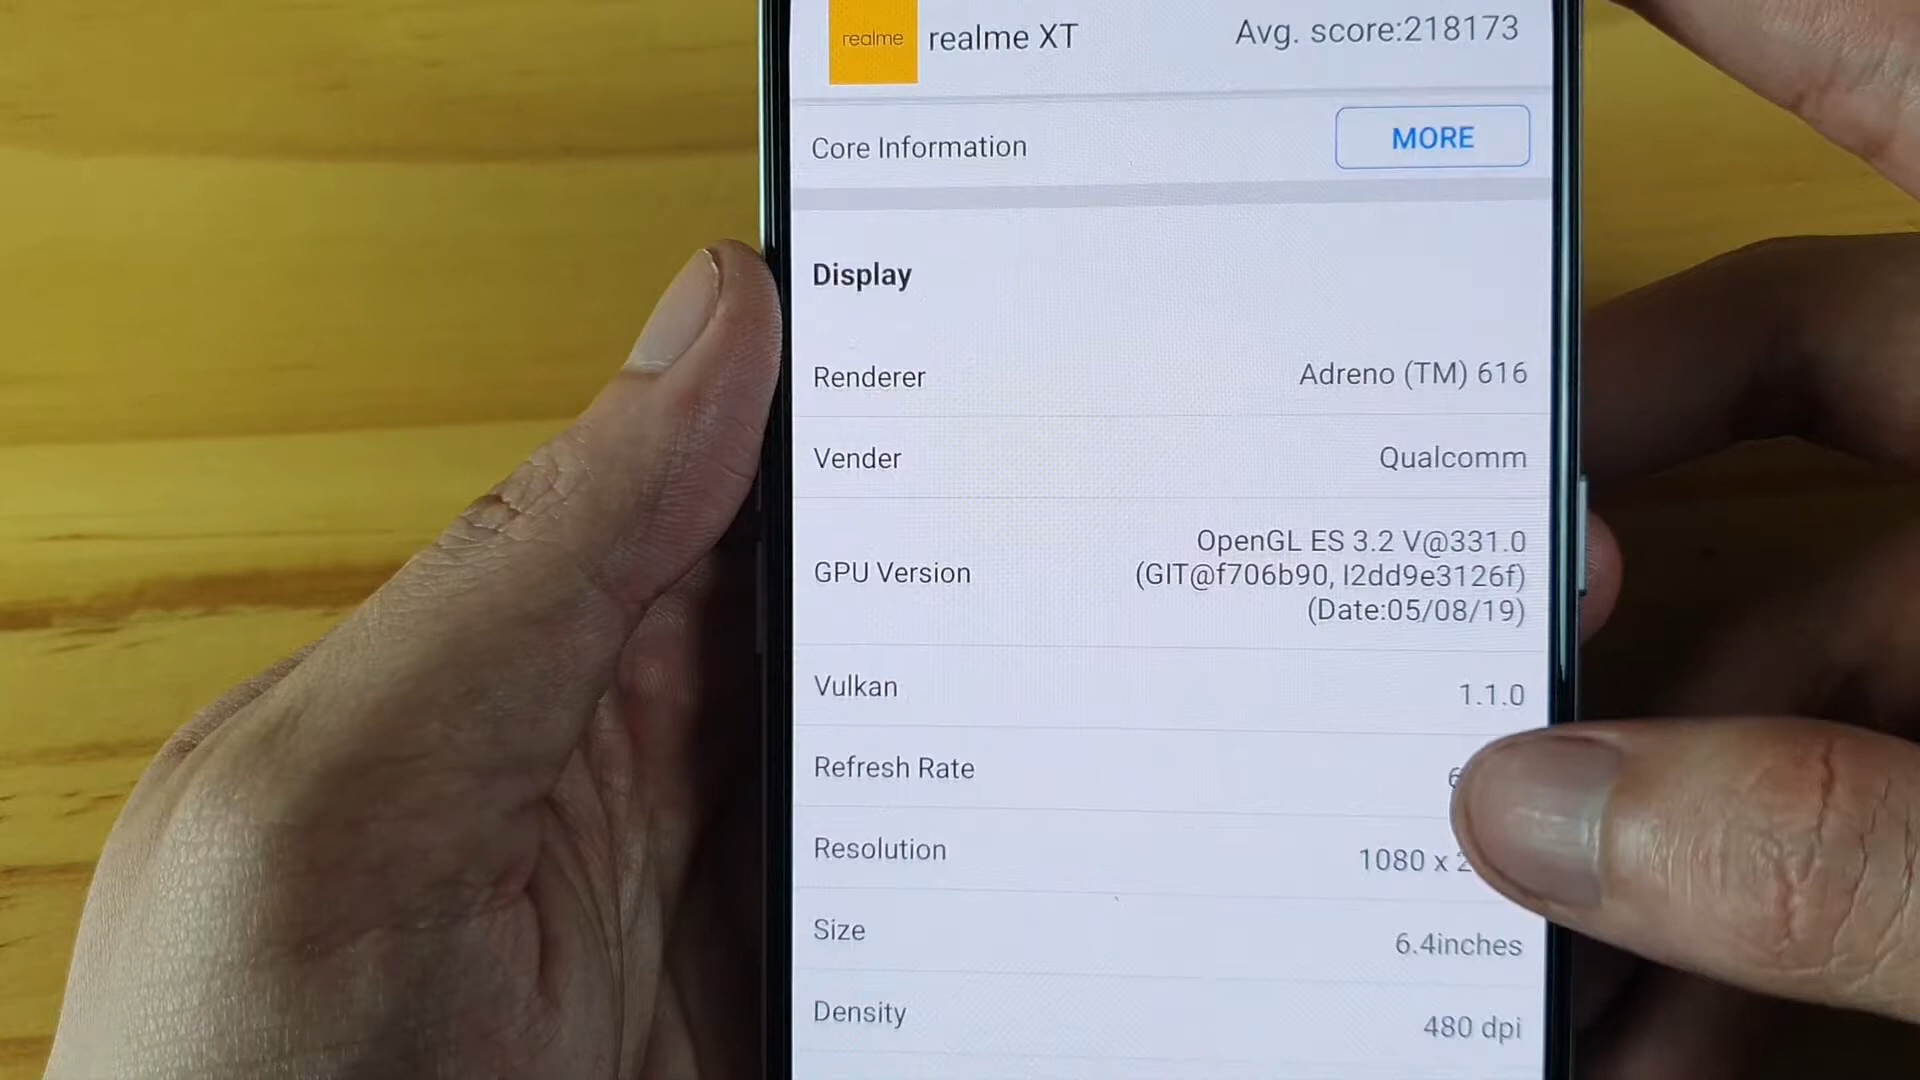 realme
realme XT
Avg. score:218173
Core Information
MORE
Display
Renderer
Adreno (TM) 616
Vender
Qualcomm
GPU Version
OpenGL ES 3.2 V@331.0
(GIT@f706b90, I2dd9e3126f)
(Date:05/08/19)
Vulkan
1.1.0
Refresh Rate
Resolution
1080 x
Size
6.4inches
Density
480 dpi